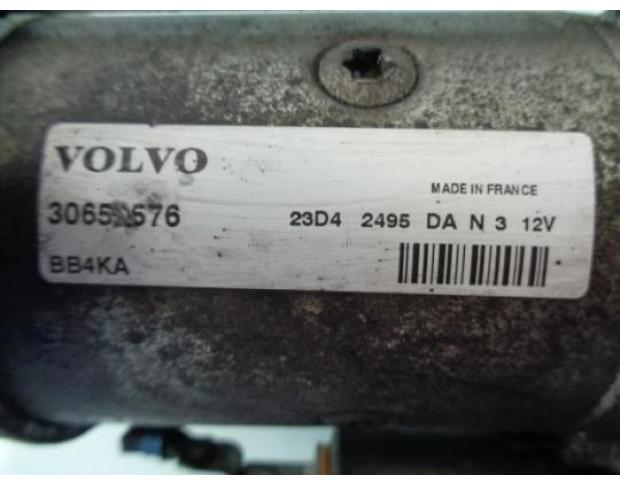 VOLVO
MADE IN FRANCE
23D4 2495 DA N 3 12V
BB4KA